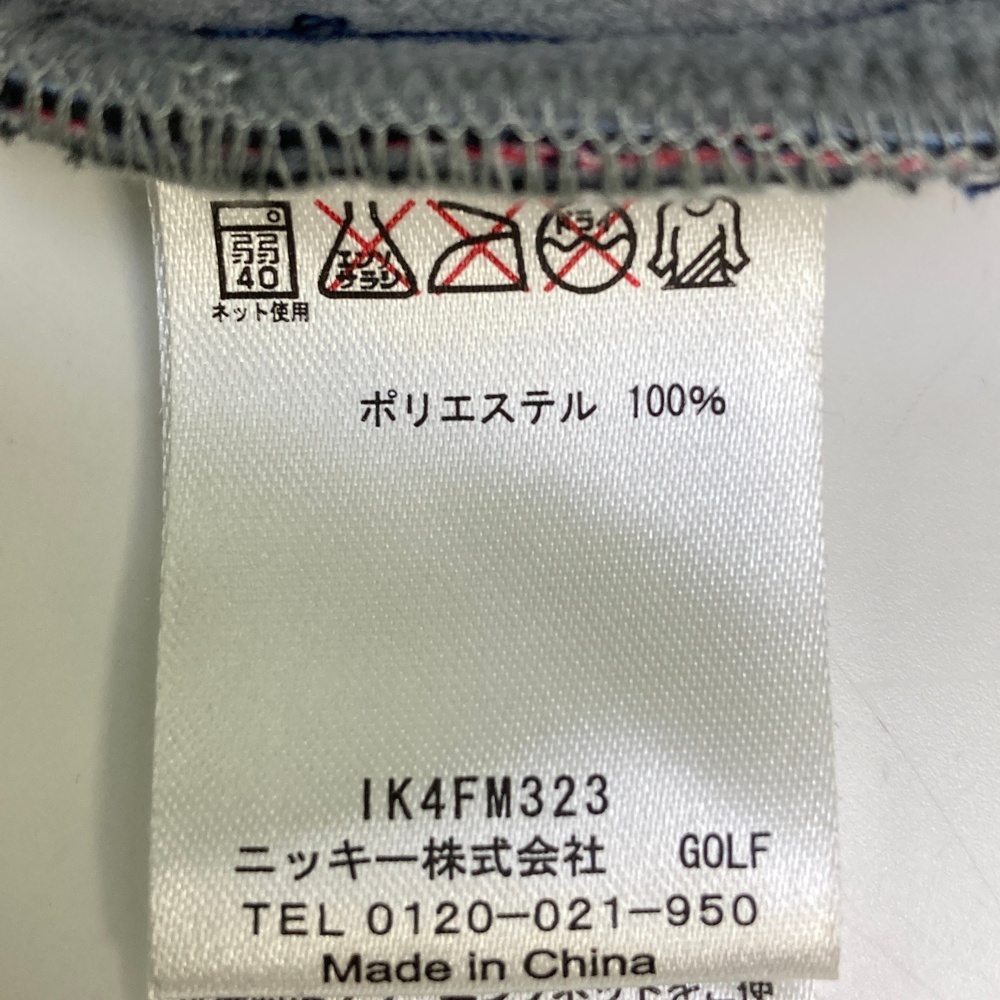 弱
40
エンソ
サラシ
ドライ
ネット使用
ポリエステル 100%
IK4FM323
ニッキー株式会社 GOLF
TEL 0120-021-950
Made in China